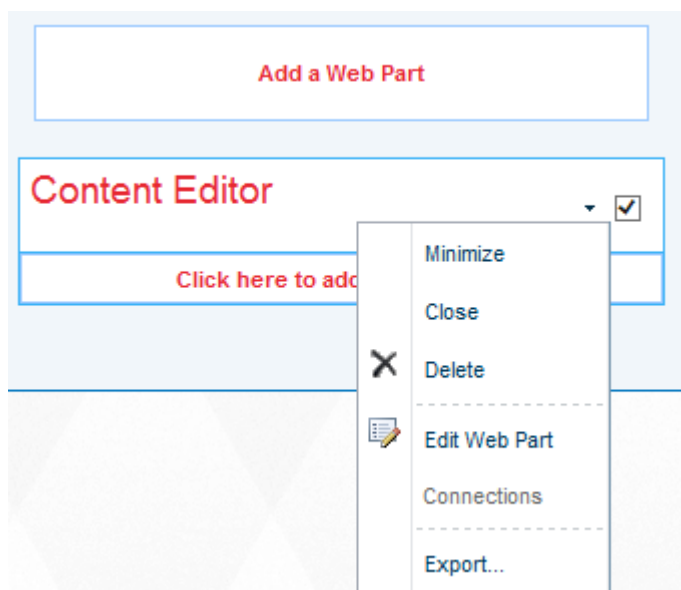 Add a Web Part
Content Editor
Click here to add
Minimize
Close
Delete
Edit Web Part
Connections
Export...